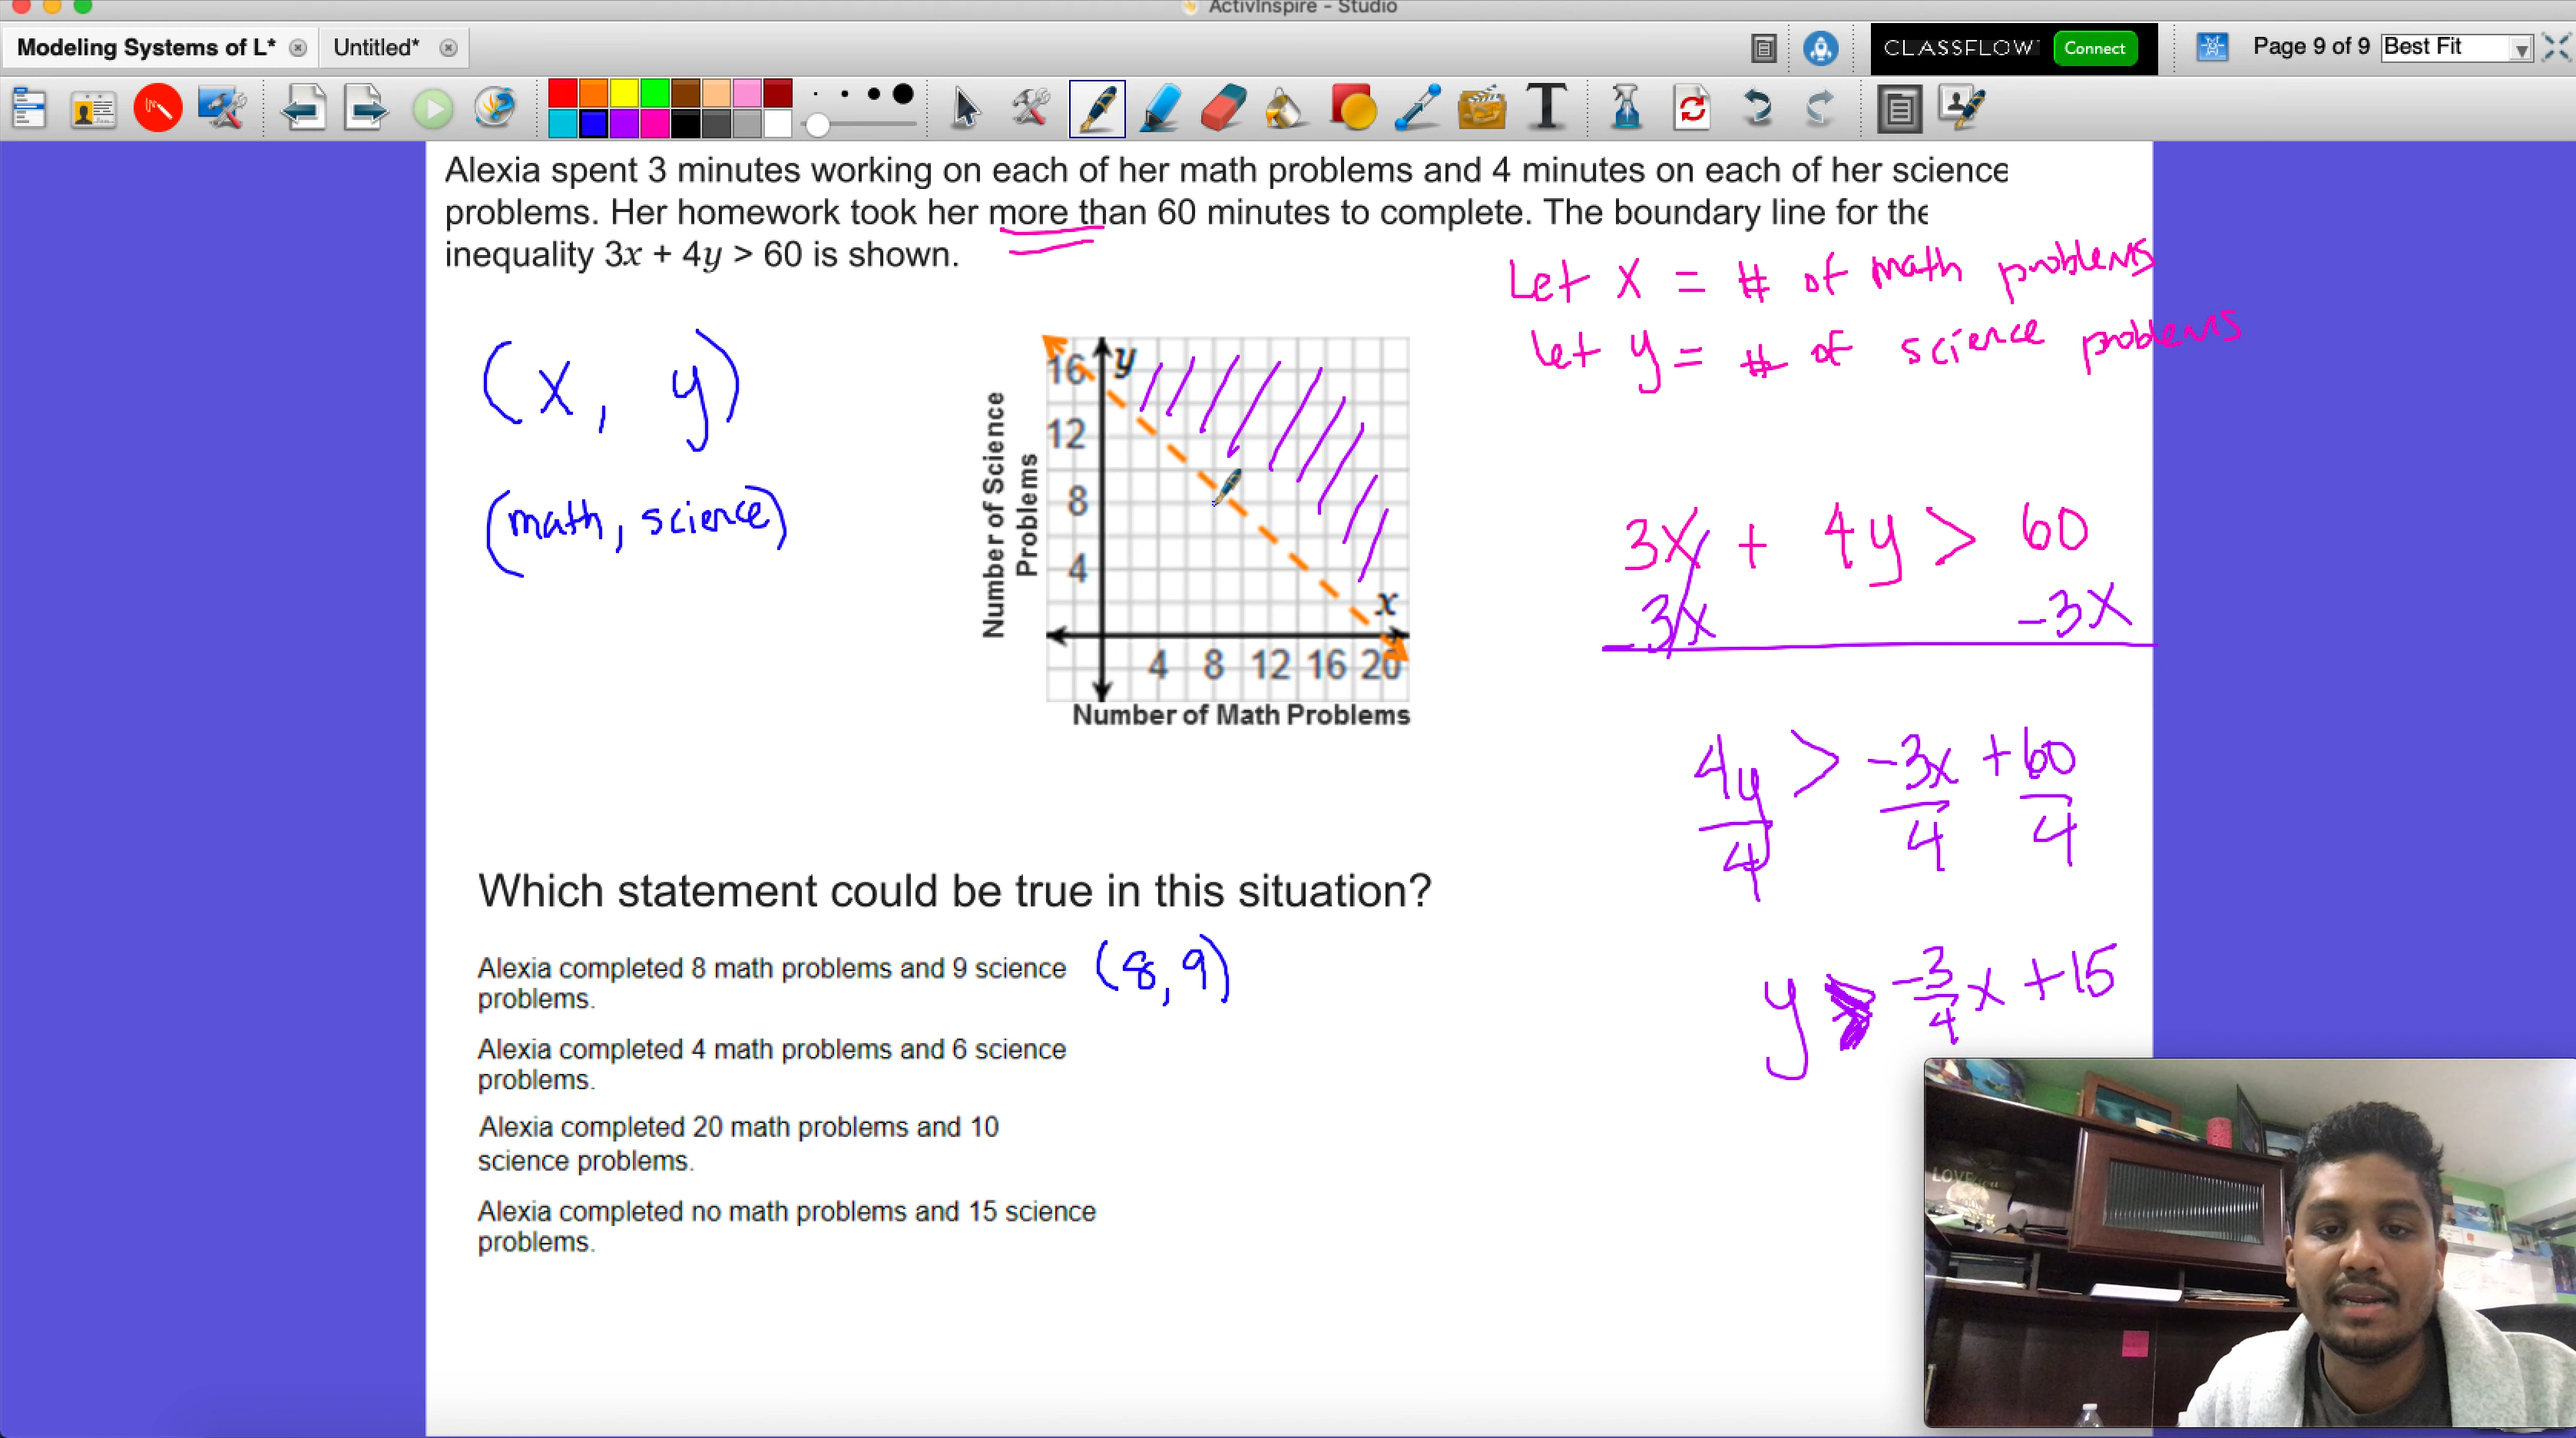 ActivInspire - Studio
Modeling Systems of L*
Untitled*
CLASSFLOW
Connect
Page 9 of 9
Best Fit
Alexia spent 3 minutes working on each of her math problems and 4 minutes on each of her science
problems. Her homework took her more than 60 minutes to complete. The boundary line for the
inequality 3x + 4y > 60 is shown.
Let x = # of math problems
let y = # of science problems
(x, y)
(math, science)
y
16
12
8
4
x
4 8 12 16 20
Number of Science
Problems
Number of Math Problems
3x + 4y > 60
-3x -3x
4y > -3x + 60
4 4 4
y > -3/4 x + 15
Which statement could be true in this situation?
Alexia completed 8 math problems and 9 science (8, 9)
problems.
Alexia completed 4 math problems and 6 science
problems.
Alexia completed 20 math problems and 10
science problems.
Alexia completed no math problems and 15 science
problems.
LOVE